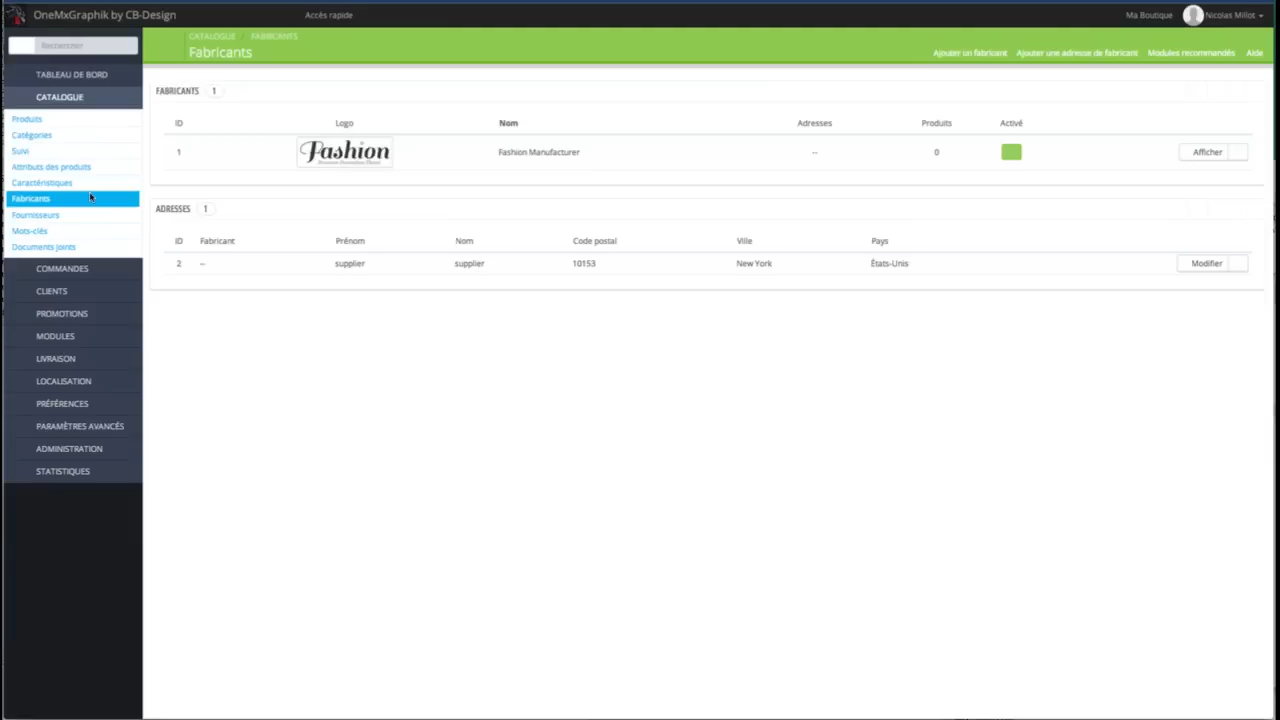 OneMxGraphik by CB-Design
Accès rapide
Ma Boutique
Nicolas Millot
Rechercher
TABLEAU DE BORD
CATALOGUE
Produits
Catégories
Suivi
Attributs des produits
Caractéristiques
Fabricants
Fournisseurs
Mots-clés
Documents joints
COMMANDES
CLIENTS
PROMOTIONS
MODULES
LIVRAISON
LOCALISATION
PRÉFÉRENCES
PARAMÈTRES AVANCÉS
ADMINISTRATION
STATISTIQUES
CATALOGUE / FABRICANTS
Fabricants
Ajouter un fabricant Ajouter une adresse de fabricant Modules recommandés Aide
FABRICANTS 1
ID Logo Nom Adresses Produits Activé
1 Fashion Fashion Manufacturer -- 0 Afficher
ADRESSES 1
ID Fabricant Prénom Nom Code postal Ville Pays
2 -- supplier supplier 10153 New York États-Unis Modifier